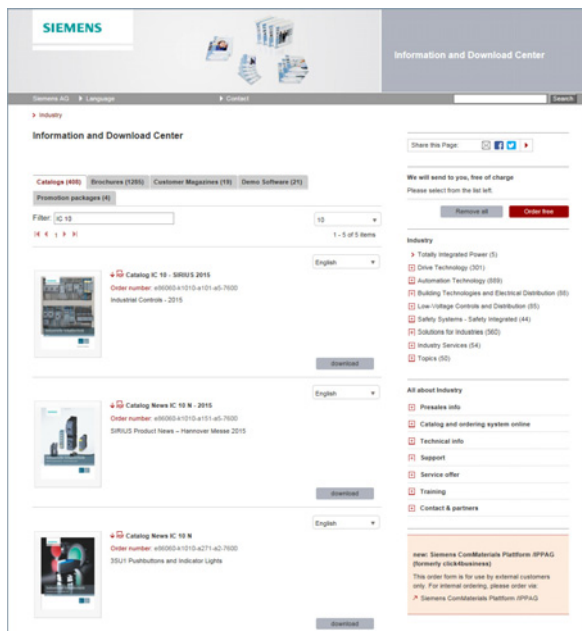 SIEMENS
Information and Download Center
Siemens AG
Language
Contact
Search
Industry
Information and Download Center
Catalogs (408) Brochures (1285) Customer Magazines (19) Demo Software (21)
Promotion packages (4)
Filter: IC 10
10
1
1 - 5 of 5 items
English
Catalog IC 10 - SIRIUS 2015
Order number: e86060-k1010-a101-a5-7600
Industrial Controls - 2015
download
English
Catalog News IC 10 N - 2015
Order number: e86060-k1010-a151-a5-7600
SIRIUS Product News – Hannover Messe 2015
download
English
Catalog News IC 10 N
Order number: e86060-k1010-a271-a2-7600
3SU1 Pushbuttons and Indicator Lights
download
Share this Page:
We will send to you, free of charge
Please select from the list left.
Remove all
Order free
Industry
Totally Integrated Power (5)
Drive Technology (301)
Automation Technology (889)
Building Technologies and Electrical Distribution (88)
Low-Voltage Controls and Distribution (85)
Safety Systems - Safety Integrated (44)
Solutions for Industries (560)
Industry Services (54)
Topics (50)
All about Industry
Presales info
Catalog and ordering system online
Technical info
Support
Service offer
Training
Contact & partners
new: Siemens ComMaterials Plattform /IPPAG
(formerly click4business)
This order form is for use by external customers
only. For internal ordering, please order via:
Siemens ComMaterials Plattform /IPPAG